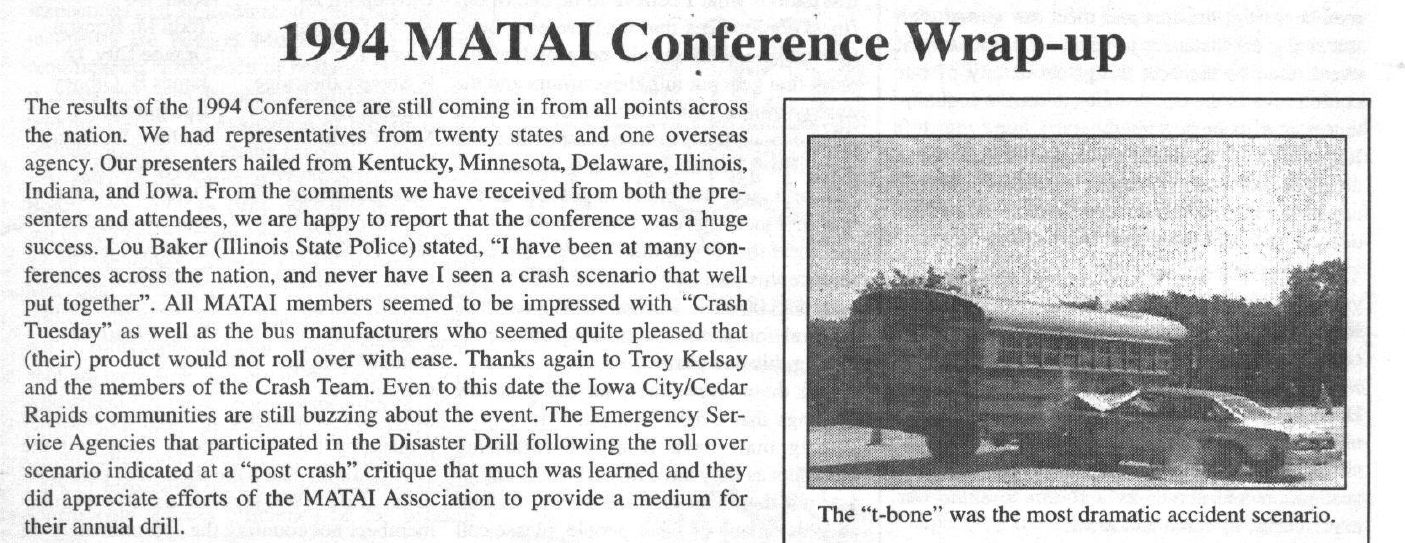 1994 MATAI Conference Wrap-up
The results of the 1994 Conference are still coming in from all points across
the nation. We had representatives from twenty states and one overseas
agency. Our presenters hailed from Kentucky, Minnesota, Delaware, Illinois,
Indiana, and Iowa. From the comments we have received from both the pre-
senters and attendees, we are happy to report that the conference was a huge
success. Lou Baker (Illinois State Police) stated, “I have been at many con-
ferences across the nation, and never have I seen a crash scenario that well
put together”. All MATAI members seemed to be impressed with “Crash
Tuesday” as well as the bus manufacturers who seemed quite pleased that
(their) product would not roll over with ease. Thanks again to Troy Kelsay
and the members of the Crash Team. Even to this date the Iowa City/Cedar
Rapids communities are still buzzing about the event. The Emergency Ser-
vice Agencies that participated in the Disaster Drill following the roll over
scenario indicated at a “post crash” critique that much was learned and they
did appreciate efforts of the MATAI Association to provide a medium for
their annual drill.
The “t-bone” was the most dramatic accident scenario.